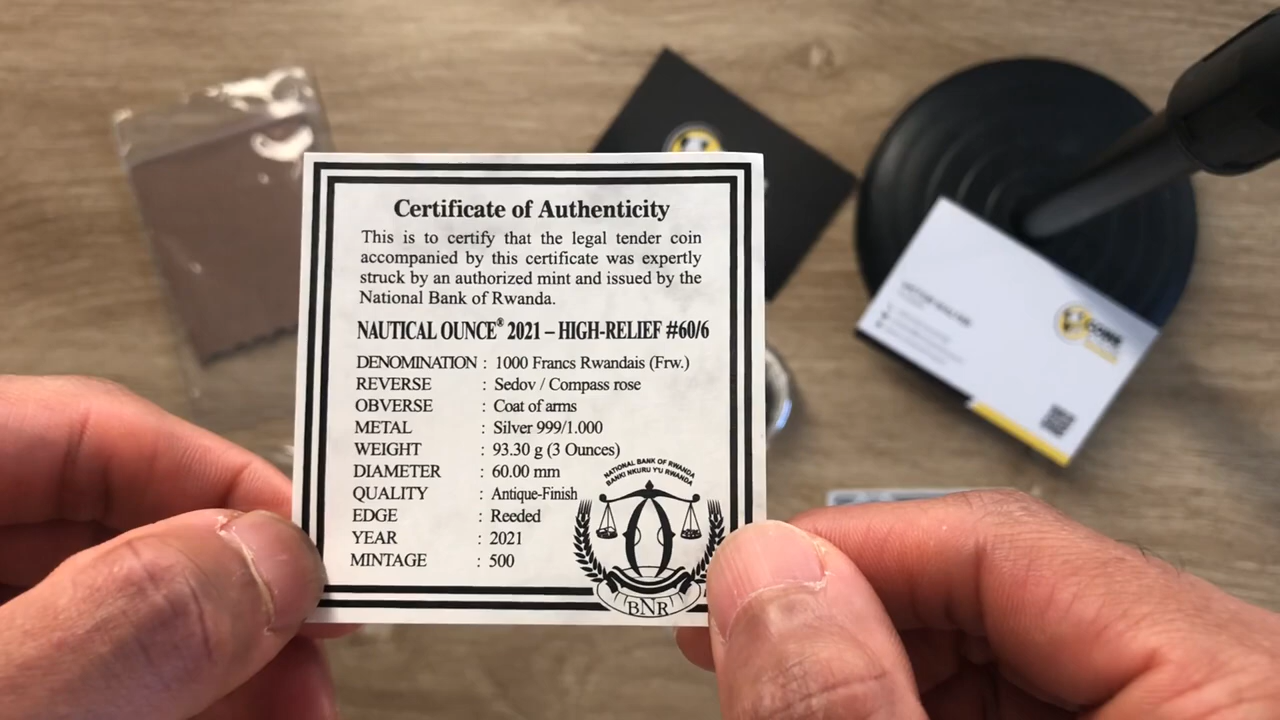 Certificate of Authenticity
This is to certify that the legal tender coin
accompanied by this certificate was expertly
struck by an authorized mint and issued by the
National Bank of Rwanda.
NAUTICAL OUNCE® 2021 – HIGH-RELIEF #60/6
DENOMINATION : 1000 Francs Rwandais (Frw.)
REVERSE : Sedov / Compass rose
OBVERSE : Coat of arms
METAL : Silver 999/1.000
WEIGHT : 93.30 g (3 Ounces)
DIAMETER : 60.00 mm
QUALITY : Antique-Finish
EDGE : Reeded
YEAR : 2021
MINTAGE : 500
NATIONAL BANK OF RWANDA
BANKI NKURU Y'U RWANDA
BNR